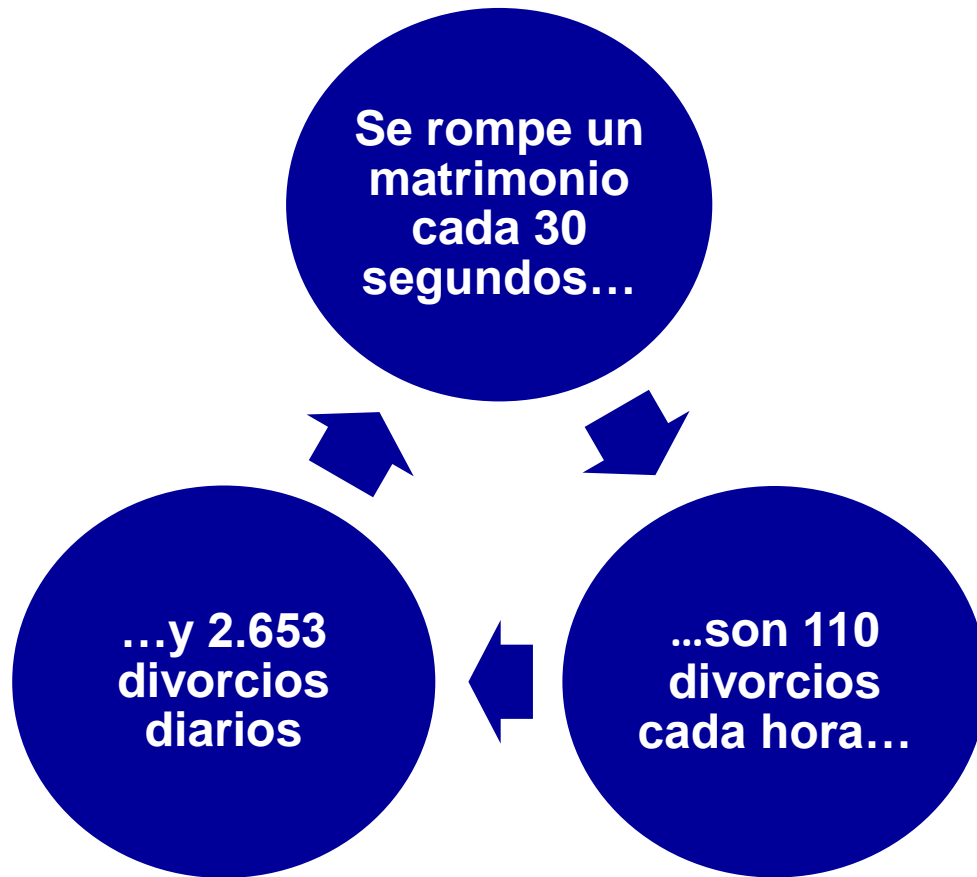 Se rompe un
matrimonio
cada 30
segundos…
…son 110
divorcios
cada hora…
…y 2.653
divorcios
diarios